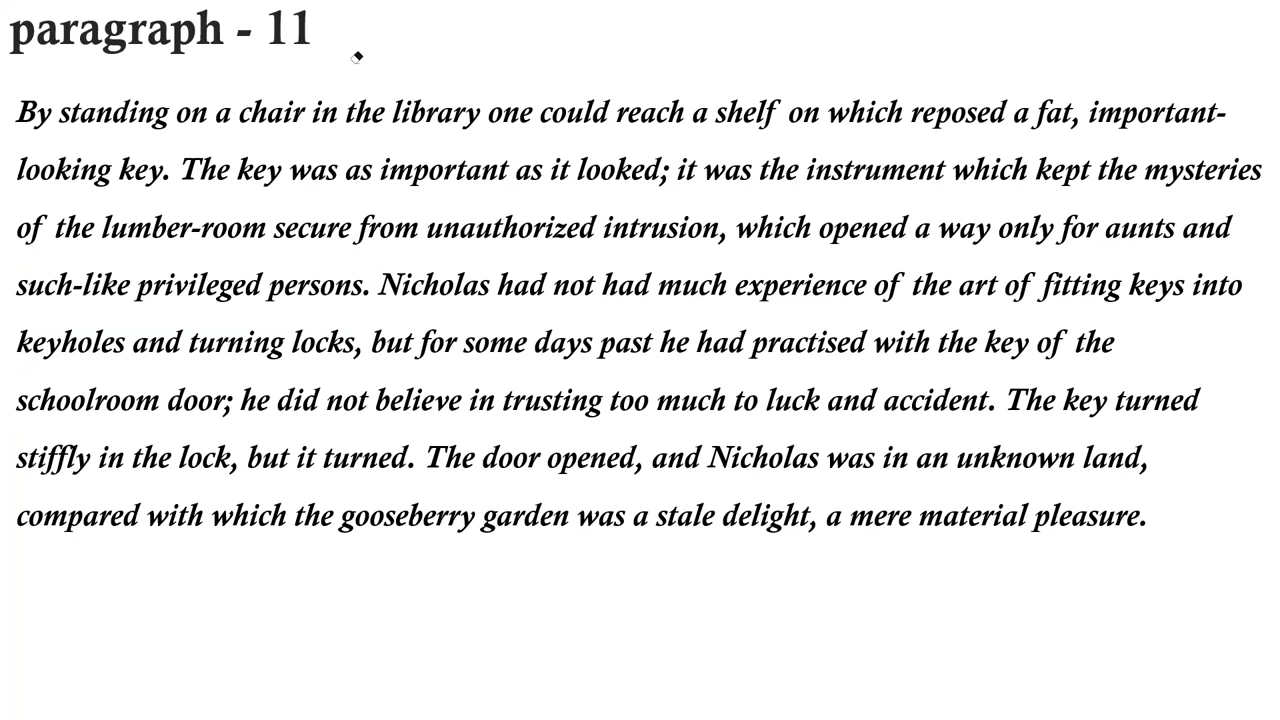 paragraph - 11
By standing on a chair in the library one could reach a shelf on which reposed a fat, important-
looking key. The key was as important as it looked; it was the instrument which kept the mysteries
of the lumber-room secure from unauthorized intrusion, which opened a way only for aunts and
such-like privileged persons. Nicholas had not had much experience of the art of fitting keys into
keyholes and turning locks, but for some days past he had practised with the key of the
schoolroom door; he did not believe in trusting too much to luck and accident. The key turned
stiffly in the lock, but it turned. The door opened, and Nicholas was in an unknown land,
compared with which the gooseberry garden was a stale delight, a mere material pleasure.